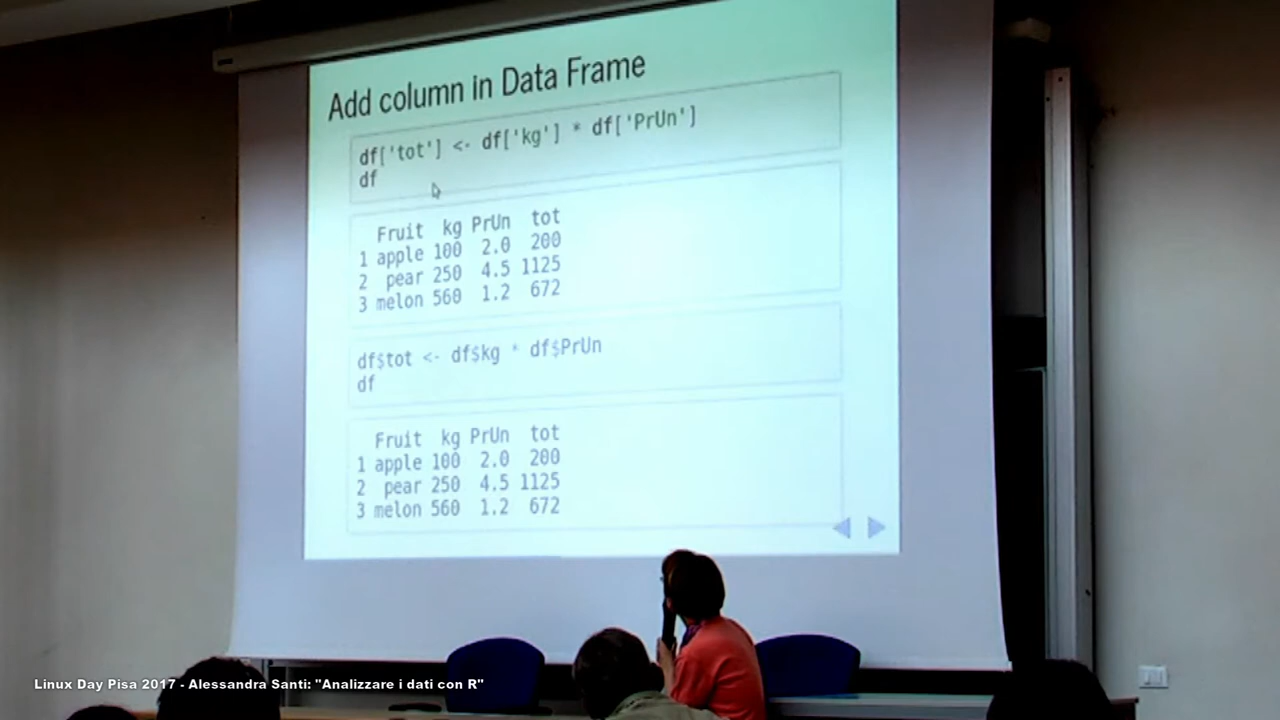 Add column in Data Frame
df['tot'] <- df['kg'] * df['PrUn']
df
Fruit kg PrUn tot
1 apple 100 2.0 200
2 pear 250 4.5 1125
3 melon 560 1.2 672
df$tot <- df$kg * df$PrUn
df
Fruit kg PrUn tot
1 apple 100 2.0 200
2 pear 250 4.5 1125
3 melon 560 1.2 672
Linux Day Pisa 2017 - Alessandra Santi: "Analizzare i dati con R"